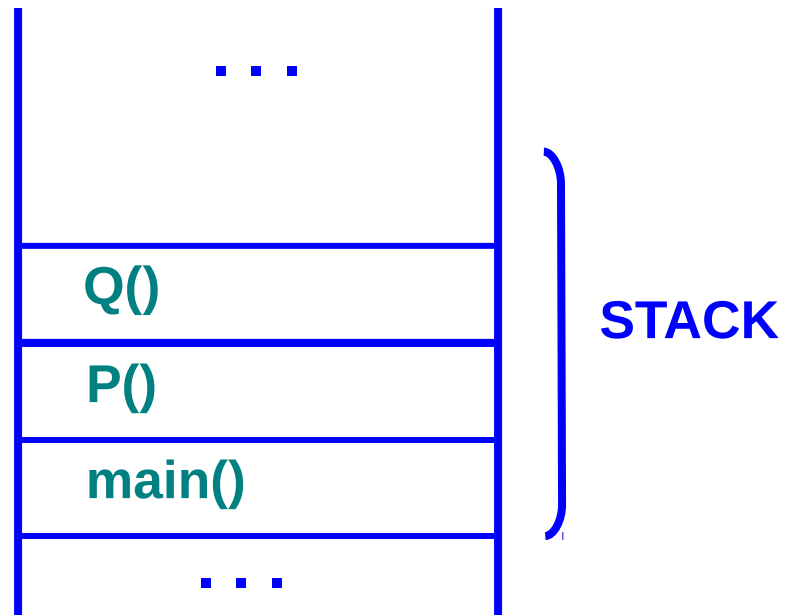 . . .
Q()
STACK
P()
main()
. . .